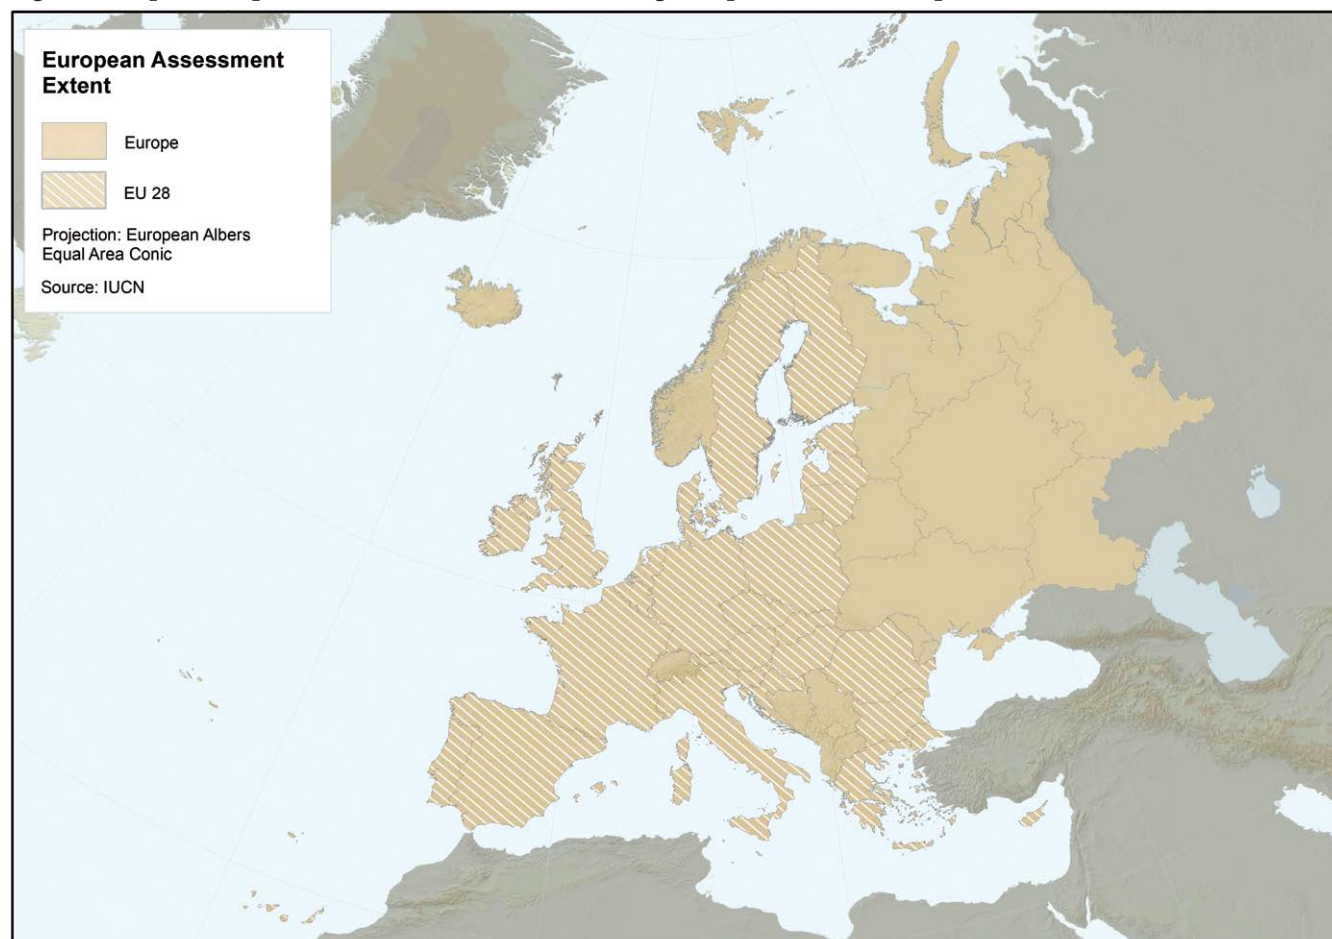 European Assessment
Extent
Europe
EU 28
Projection: European Albers
Equal Area Conic
Source: IUCN